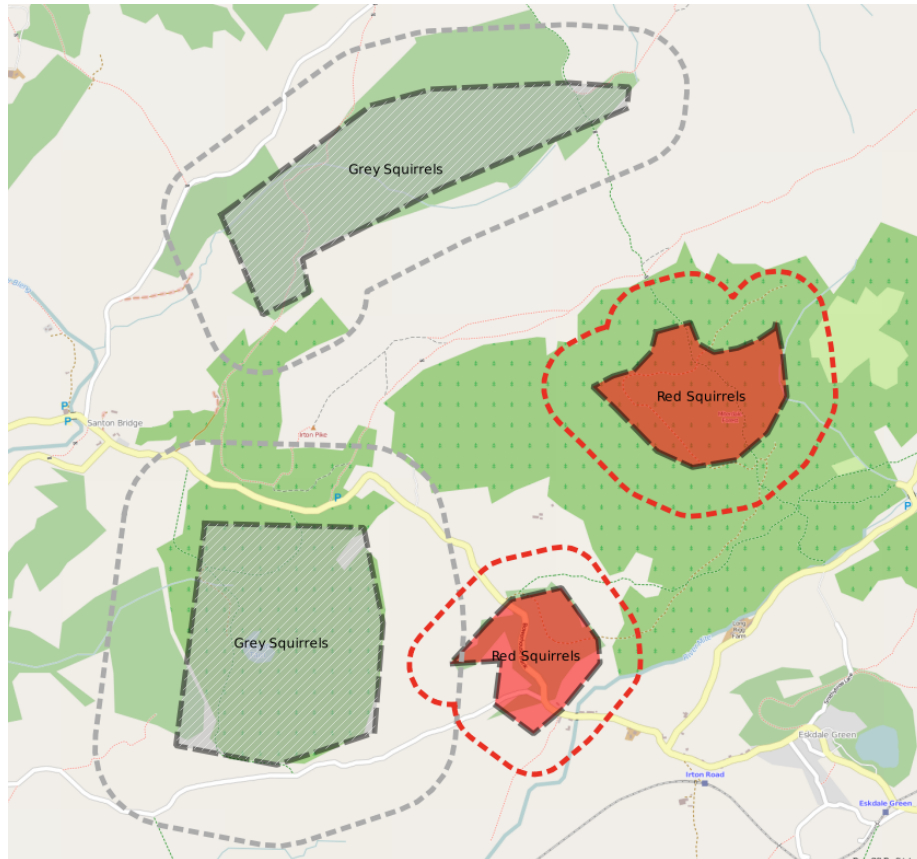 Grey Squirrels
Red Squirrels
P
P
Santon Bridge
Irton Pike
P
P
Grey Squirrels
Red Squirrels
Eskdale Green
Irton Road
Eskdale Green